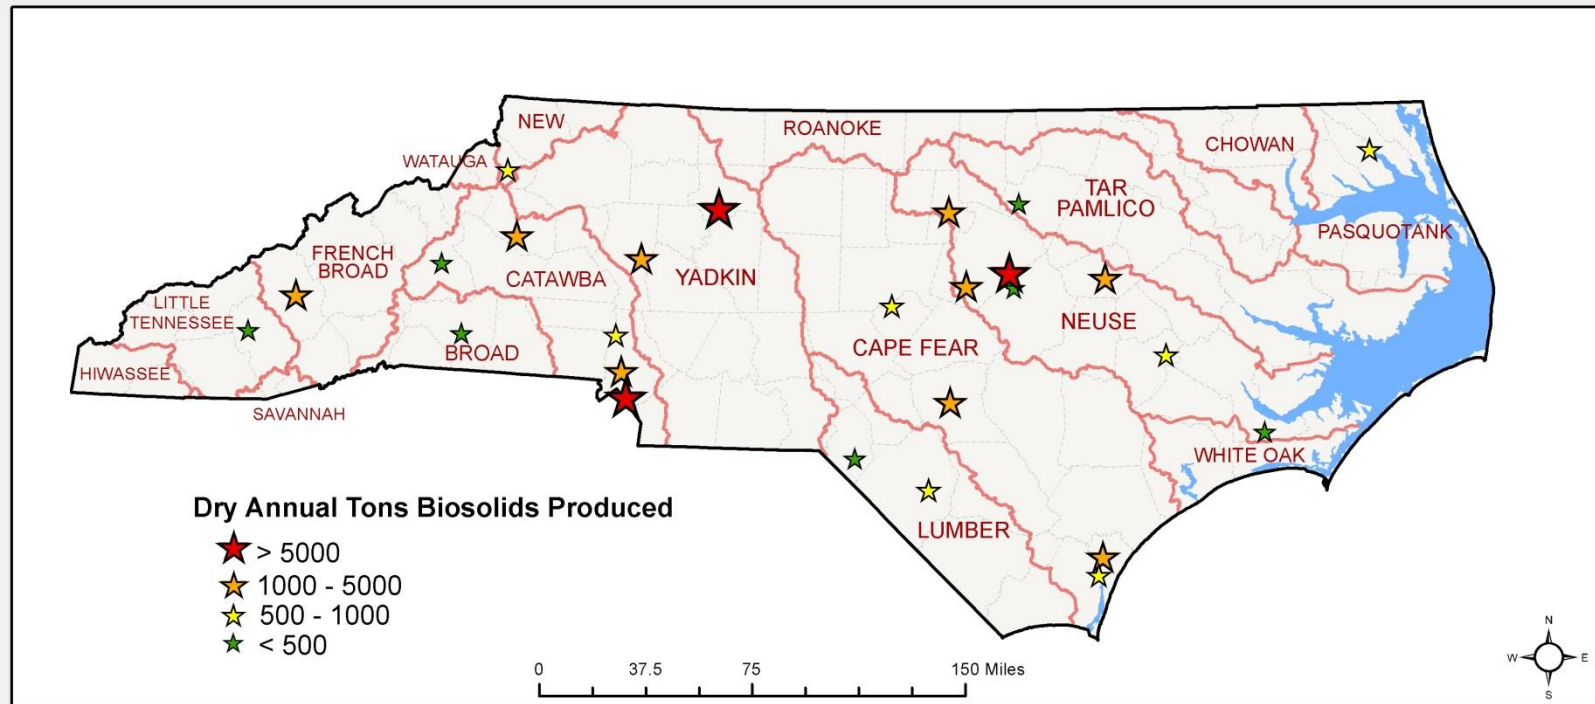 NEW
ROANOKE
CHOWAN
WATAUGA
TAR
PAMLICO
PASQUOTANK
FRENCH
BROAD
CATAWBA
YADKIN
LITTLE
TENNESSEE
NEUSE
BROAD
CAPE FEAR
HIWASSEE
SAVANNAH
WHITE OAK
LUMBER
Dry Annual Tons Biosolids Produced
> 5000
1000 - 5000
500 - 1000
< 500
0 37.5 75 150 Miles
N
W E
S